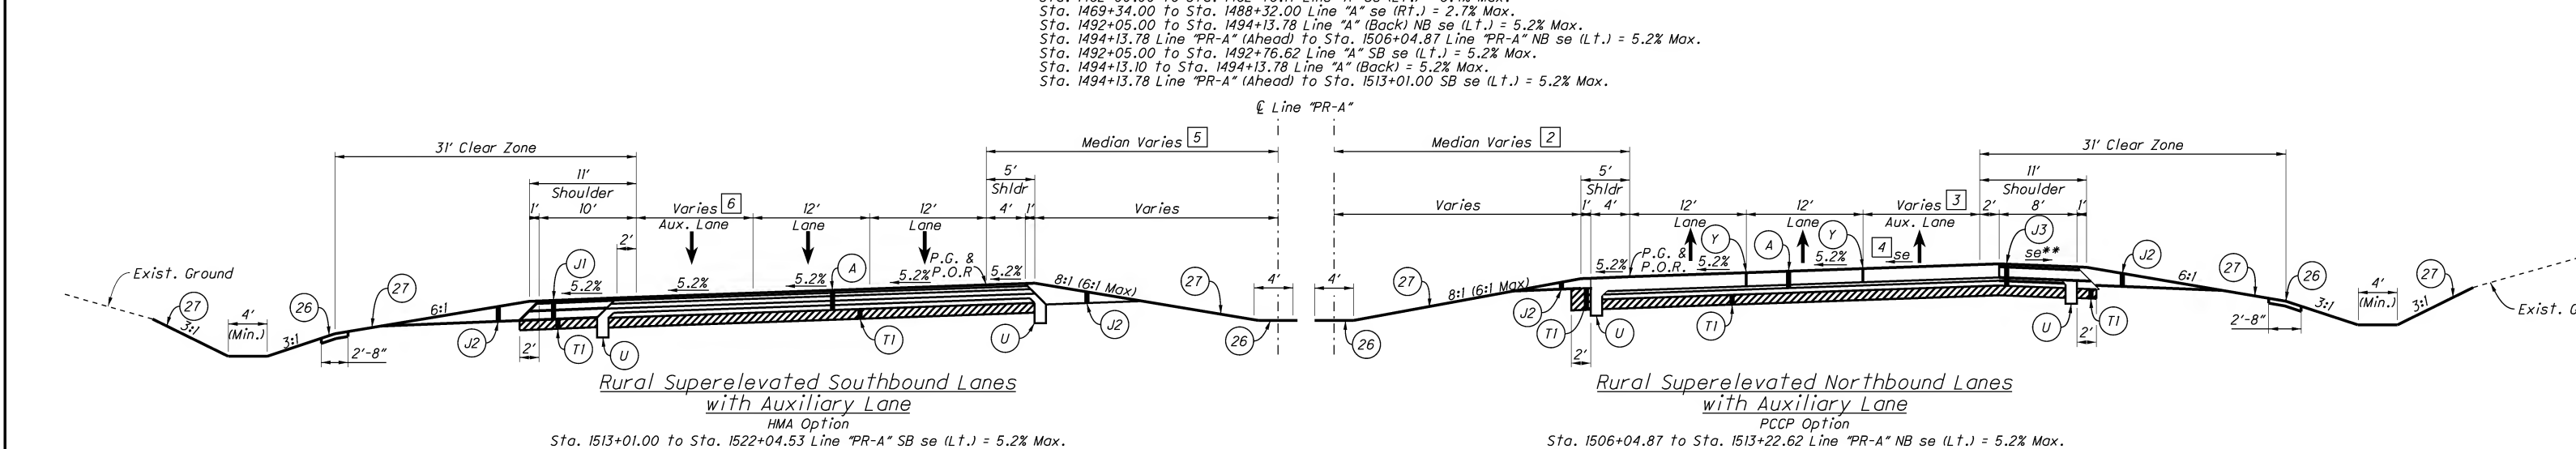 Sta. 1469+34.00 to Sta. 1488+32.00 Line "A" se (Rt.) = 2.7% Max.
Sta. 1492+05.00 to Sta. 1494+13.78 Line "A" (Back) NB se (Lt.) = 5.2% Max.
Sta. 1494+13.78 Line "PR-A" (Ahead) to Sta. 1506+04.87 Line "PR-A" NB se (Lt.) = 5.2% Max.
Sta. 1492+05.00 to Sta. 1492+76.62 Line "A" SB se (Lt.) = 5.2% Max.
Sta. 1494+13.10 to Sta. 1494+13.78 Line "A" (Back) = 5.2% Max.
Sta. 1494+13.78 Line "PR-A" (Ahead) to Sta. 1513+01.00 SB se (Lt.) = 5.2% Max.
℄ Line "PR-A"
31' Clear Zone
Median Varies 5
11'
Shoulder
5'
Shldr
1' 10' Varies 6 12' 12' 4' 1' Varies
Aux. Lane Lane Lane
2'
P.G. &
P.O.R
J1
A
5.2% 5.2% 5.2% 5.2% 5.2%
8:1 (6:1 Max)
Exist. Ground
27
26
27
6:1
27
4'
4'
(Min.)
3:1
3:1
2'-8"
J2
2'
T1
U
T1
U
J2
26
Rural Superelevated Southbound Lanes
with Auxiliary Lane
HMA Option
Sta. 1513+01.00 to Sta. 1522+04.53 Line "PR-A" SB se (Lt.) = 5.2% Max.
Median Varies 2
31' Clear Zone
5'
Shldr
11'
Shoulder
Varies 1' 4' 12' 12' Varies 3 2' 8' 1'
Lane Lane Aux. Lane
P.G. &
P.O.R.
Y
A
Y
4 se
J3
se**
J2
5.2% 5.2% 5.2%
4'
27
8:1 (6:1 Max)
6:1
27
26
4'
(Min.)
27
3:1
3:1
Exist.
26
J2
T1
2'
U
T1
U
T1
2'
2'-8"
Rural Superelevated Northbound Lanes
with Auxiliary Lane
PCCP Option
Sta. 1506+04.87 to Sta. 1513+22.62 Line "PR-A" NB se (Lt.) = 5.2% Max.